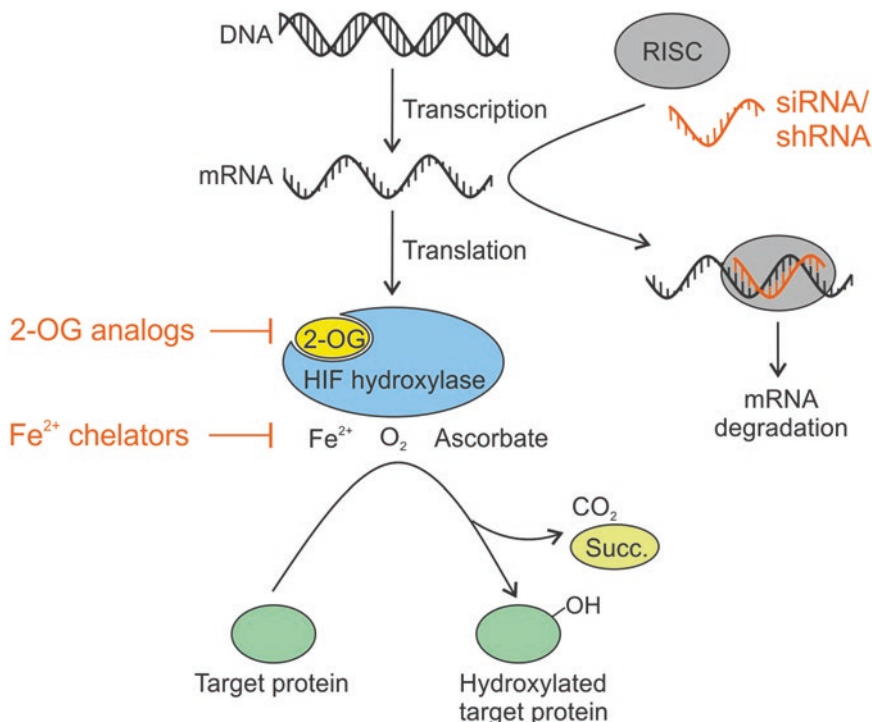 DNA
RISC
siRNA/
shRNA
Transcription
mRNA
Translation
2-OG analogs
2-OG
HIF hydroxylase
mRNA
degradation
Fe²⁺ chelators
Fe²⁺ O₂ Ascorbate
CO₂
Succ.
OH
Target protein
Hydroxylated
target protein